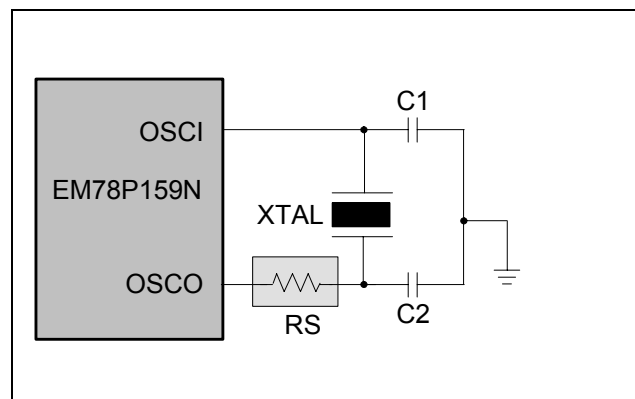 C1
OSCI
EM78P159N
XTAL
OSCO
RS
C2